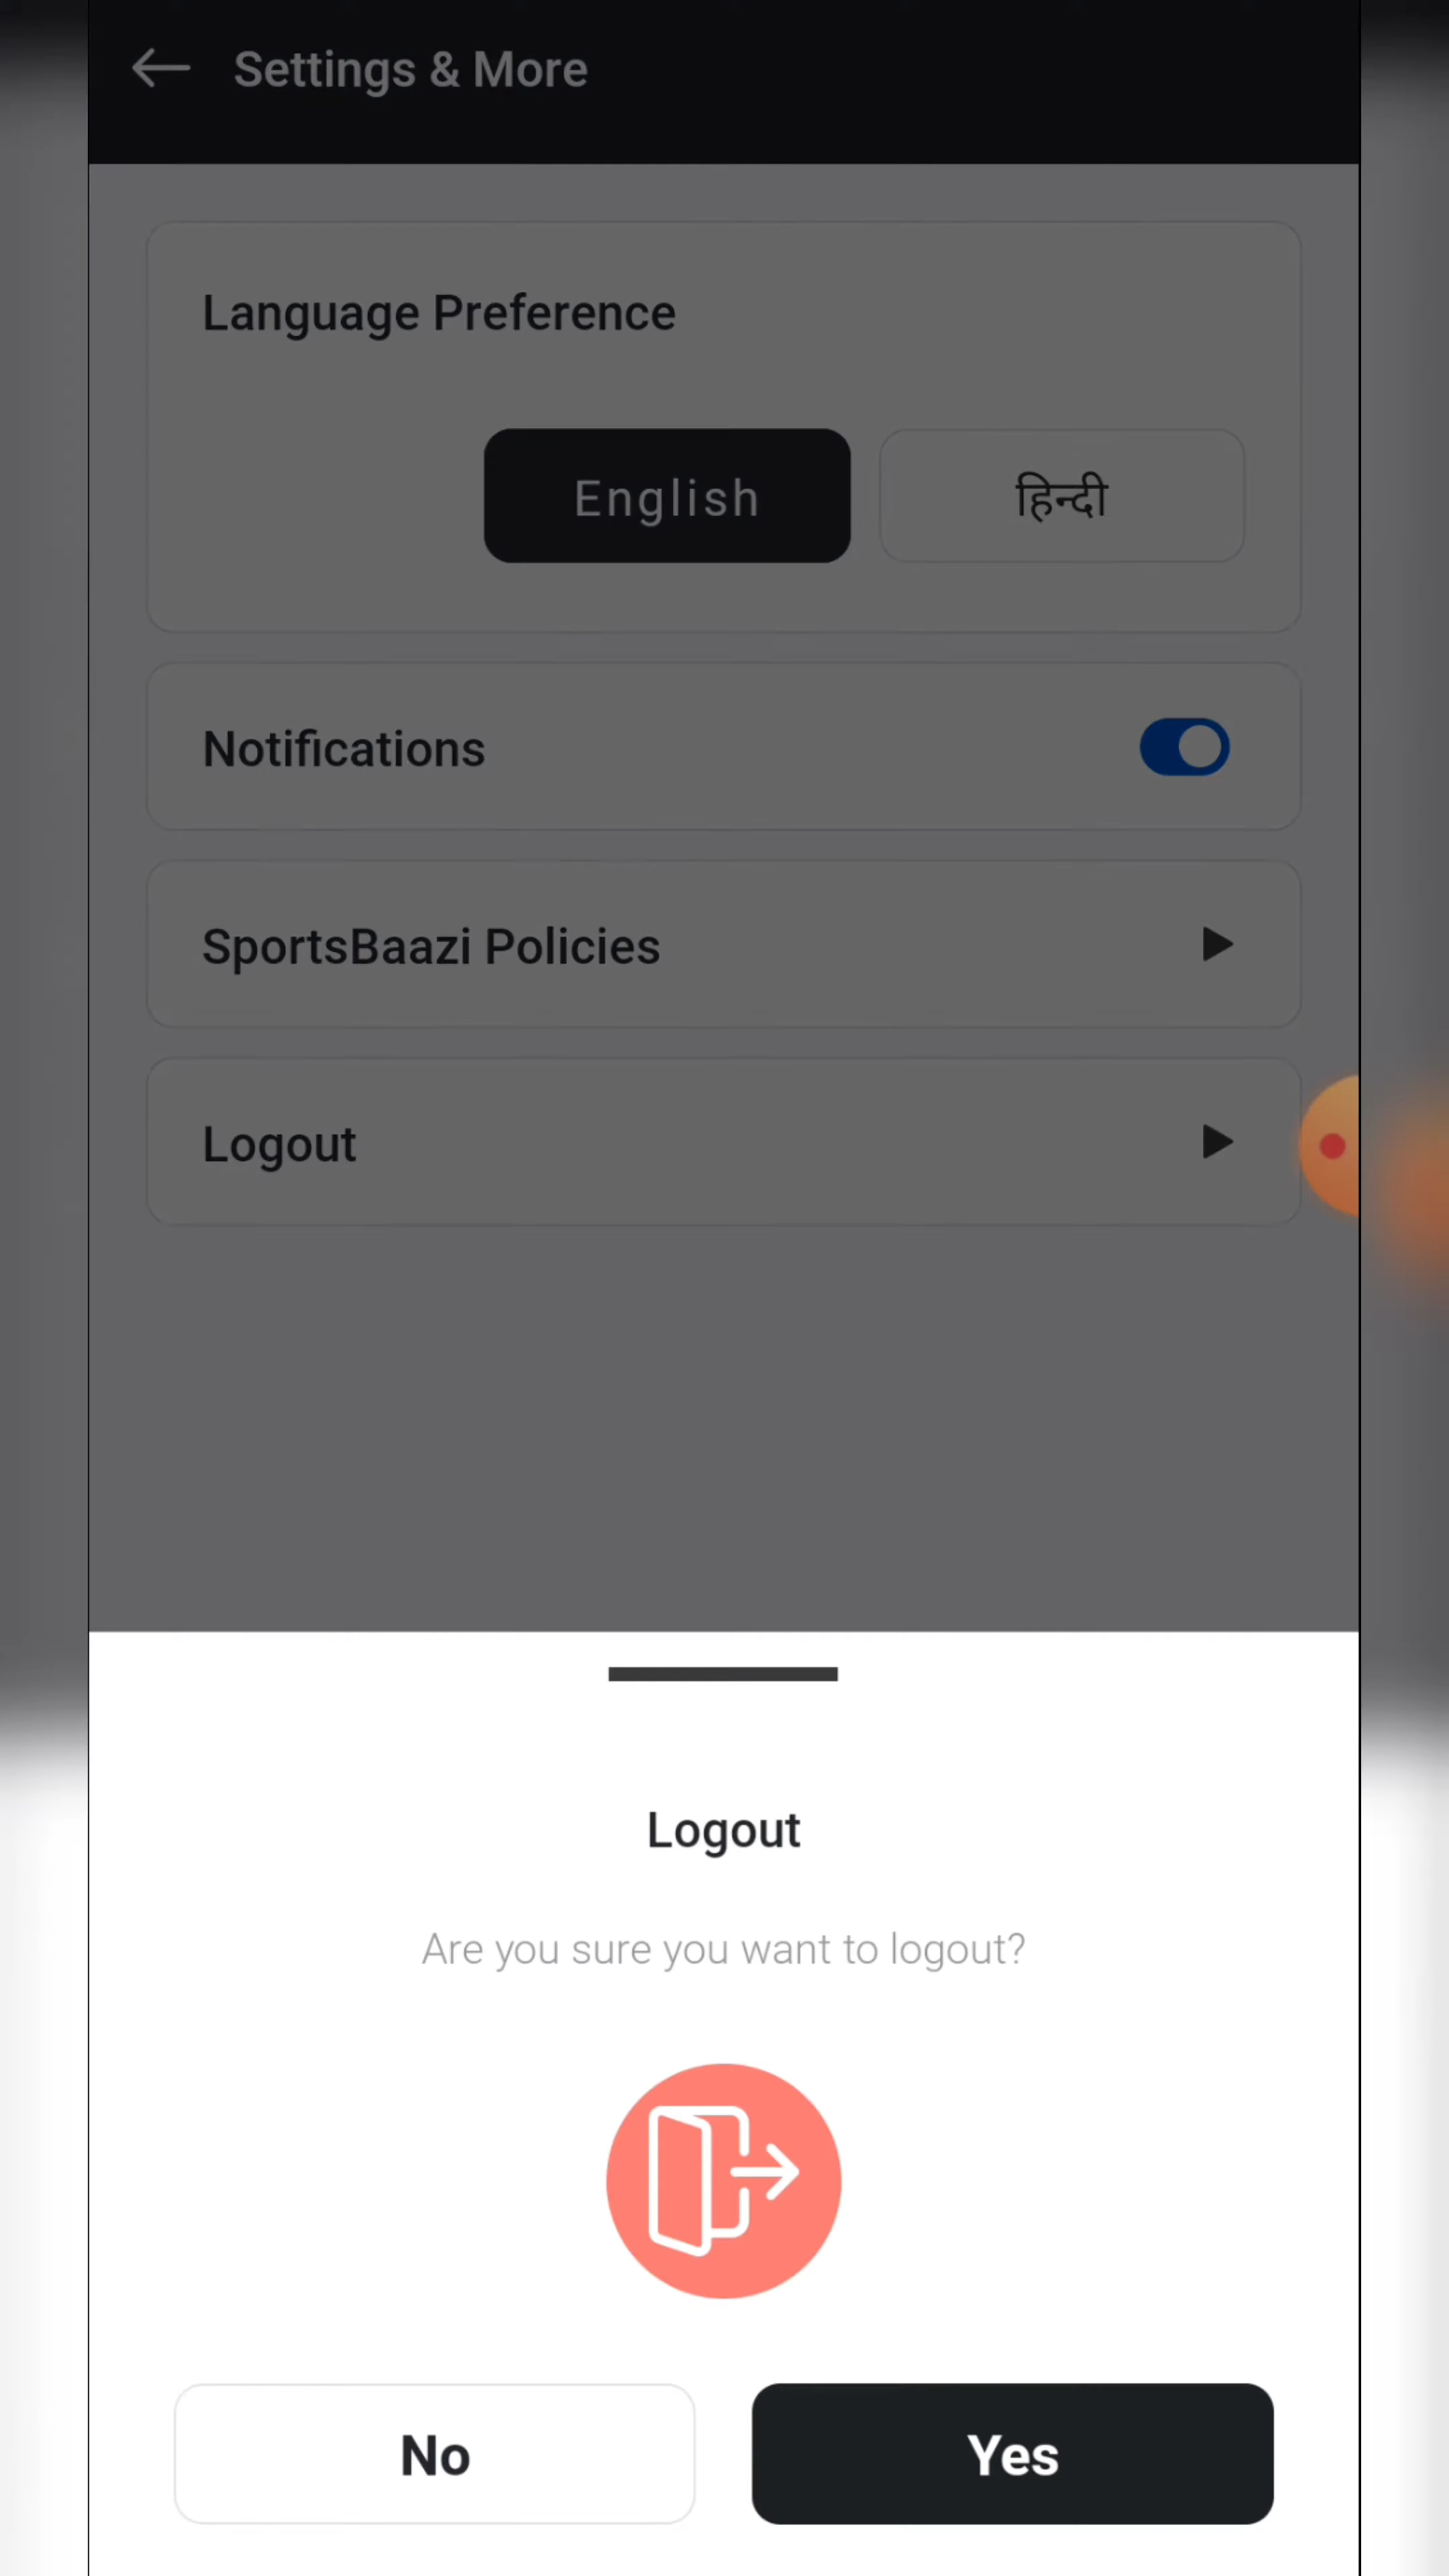 Settings & More
Language Preference
English
हिन्दी
Notifications
SportsBaazi Policies
Logout
Logout
Are you sure you want to logout?
No
Yes